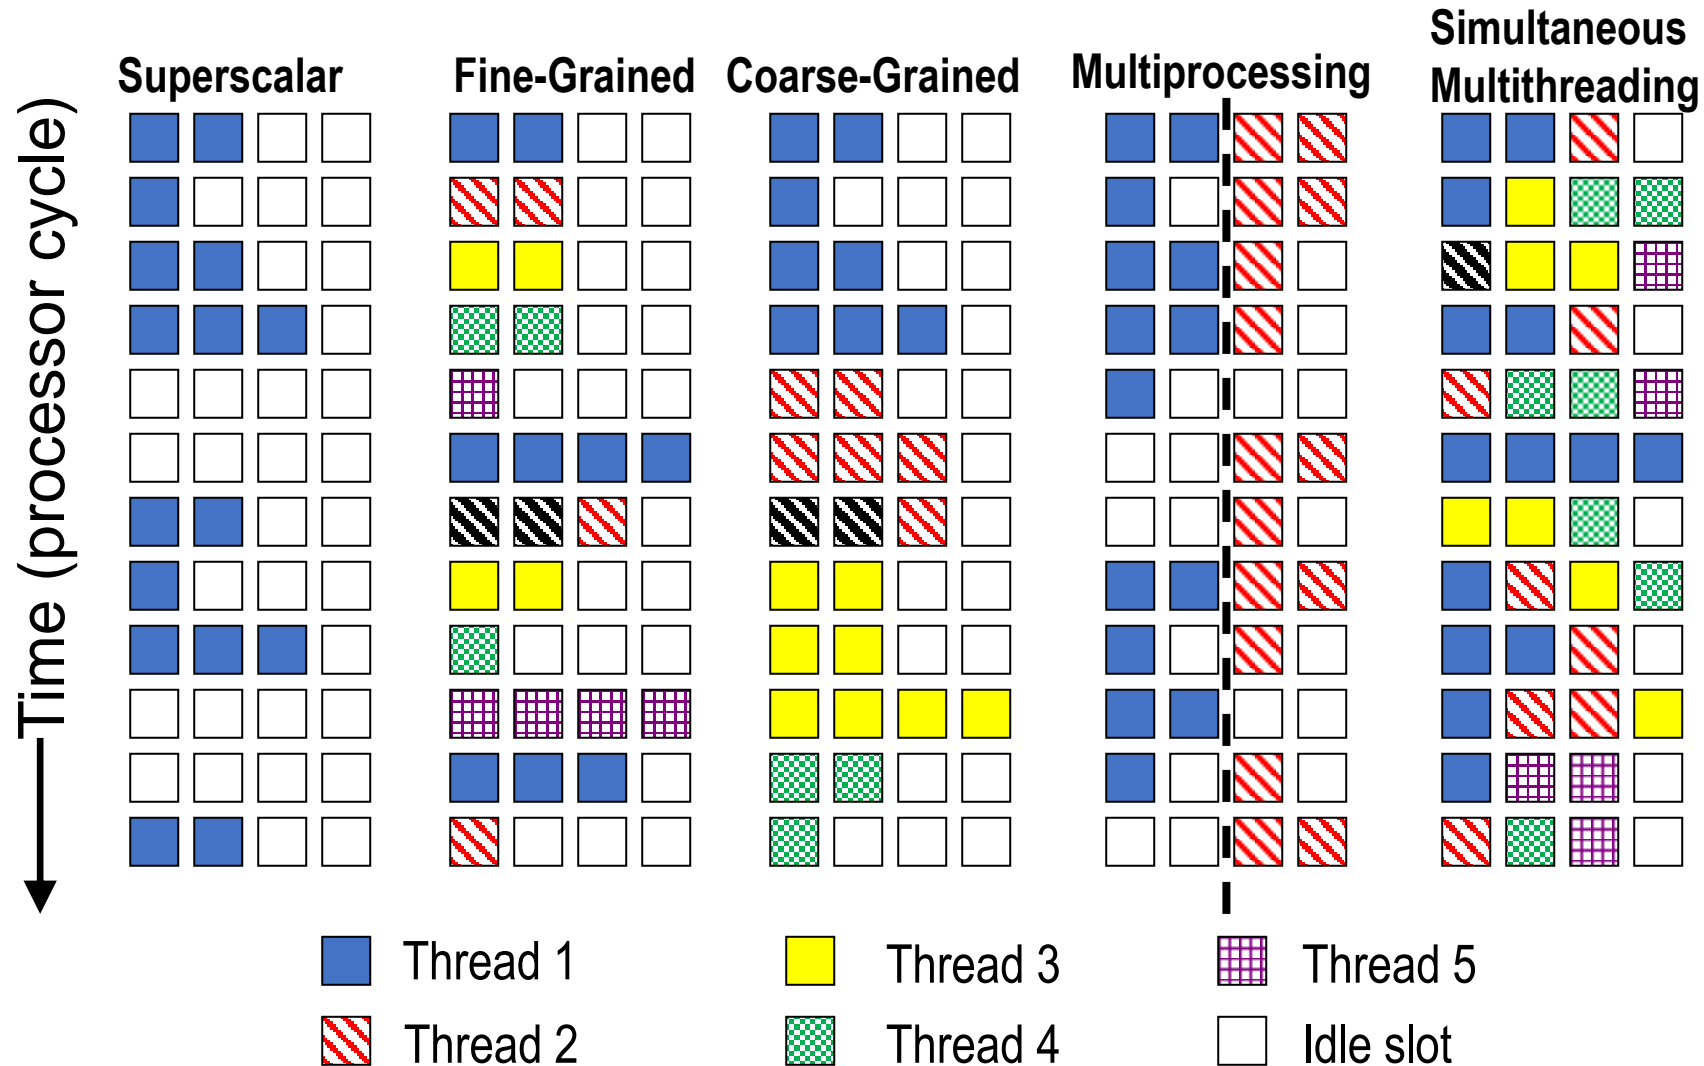 Simultaneous
Multithreading
Superscalar
Fine-Grained
Coarse-Grained
Multiprocessing
Time (processor cycle)
Thread 1
Thread 3
Thread 5
Thread 2
Thread 4
Idle slot